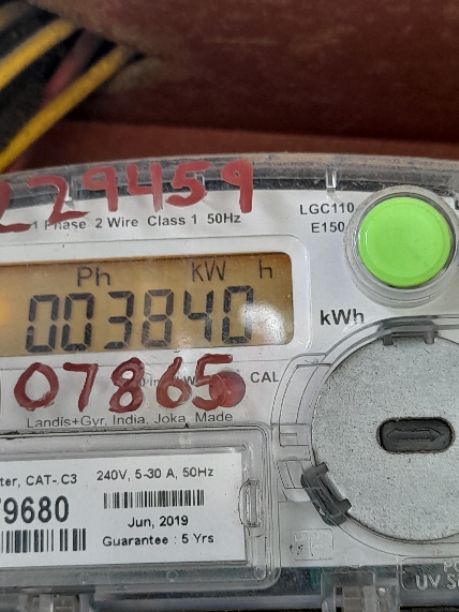 229459
1 Phase 2 Wire Class 1 50Hz
LGC110
E150
Ph KW h
003840
kWh
07865
CAL
Landis+Gyr, India, Joka, Made
ter, CAT-.C3 240V, 5-30 A, 50Hz
79680
Jun, 2019
Guarantee : 5 Yrs
UV